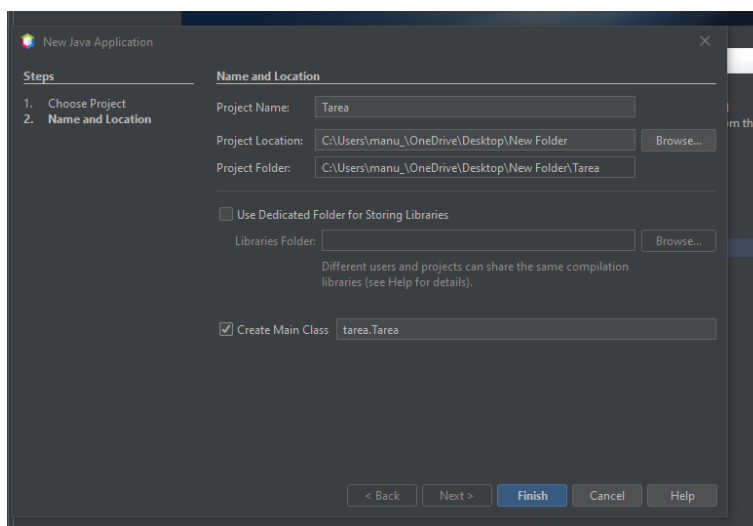 New Java Application
Steps
1. Choose Project
2. Name and Location
Name and Location
Project Name: Tarea
Project Location: C:\Users\manu_\OneDrive\Desktop\New Folder Browse...
Project Folder: C:\Users\manu_\OneDrive\Desktop\New Folder\Tarea
Use Dedicated Folder for Storing Libraries
Libraries Folder: Browse...
Different users and projects can share the same compilation
libraries (see Help for details).
Create Main Class tarea.Tarea
< Back Next > Finish Cancel Help